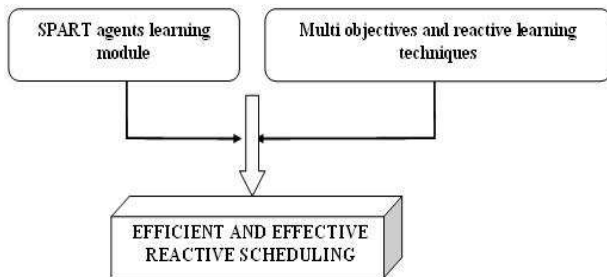 SPART agents learning
module
Multi objectives and reactive learning
techniques
EFFICIENT AND EFFECTIVE
REACTIVE SCHEDULING